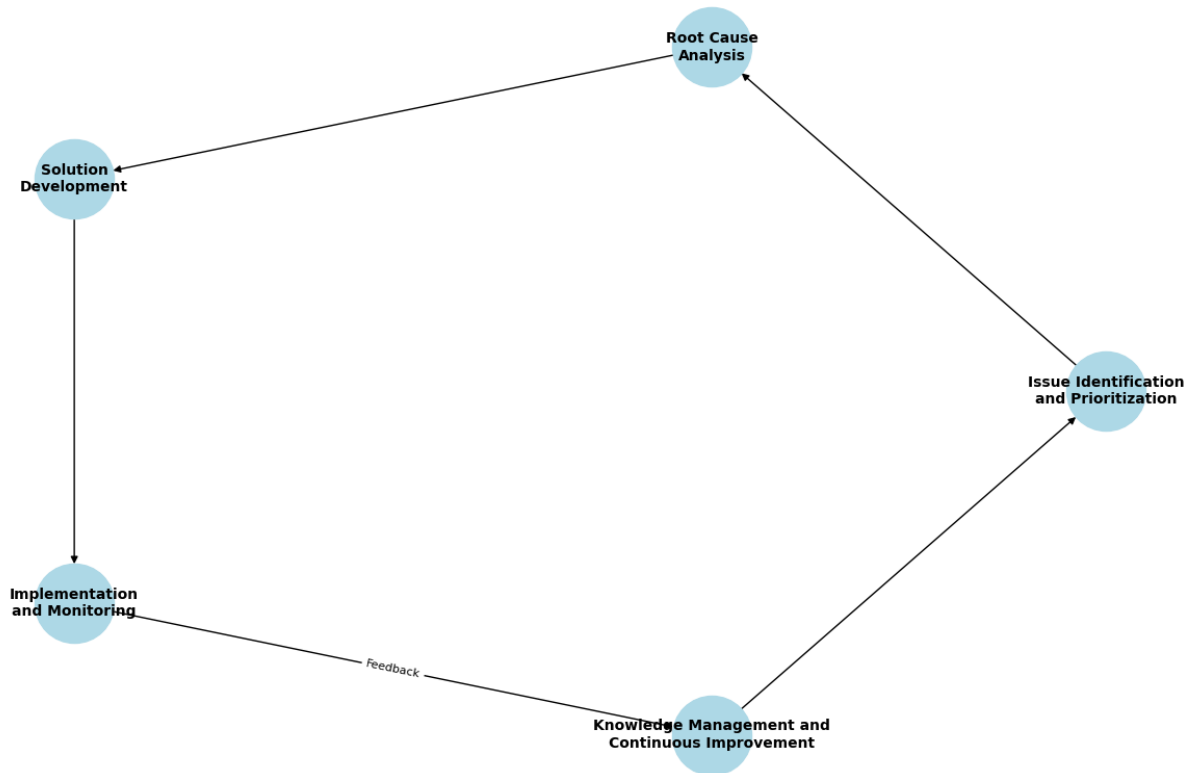 Root Cause
Analysis
Solution
Development
Issue Identification
and Prioritization
Implementation
and Monitoring
Feedback
Knowledge Management and
Continuous Improvement